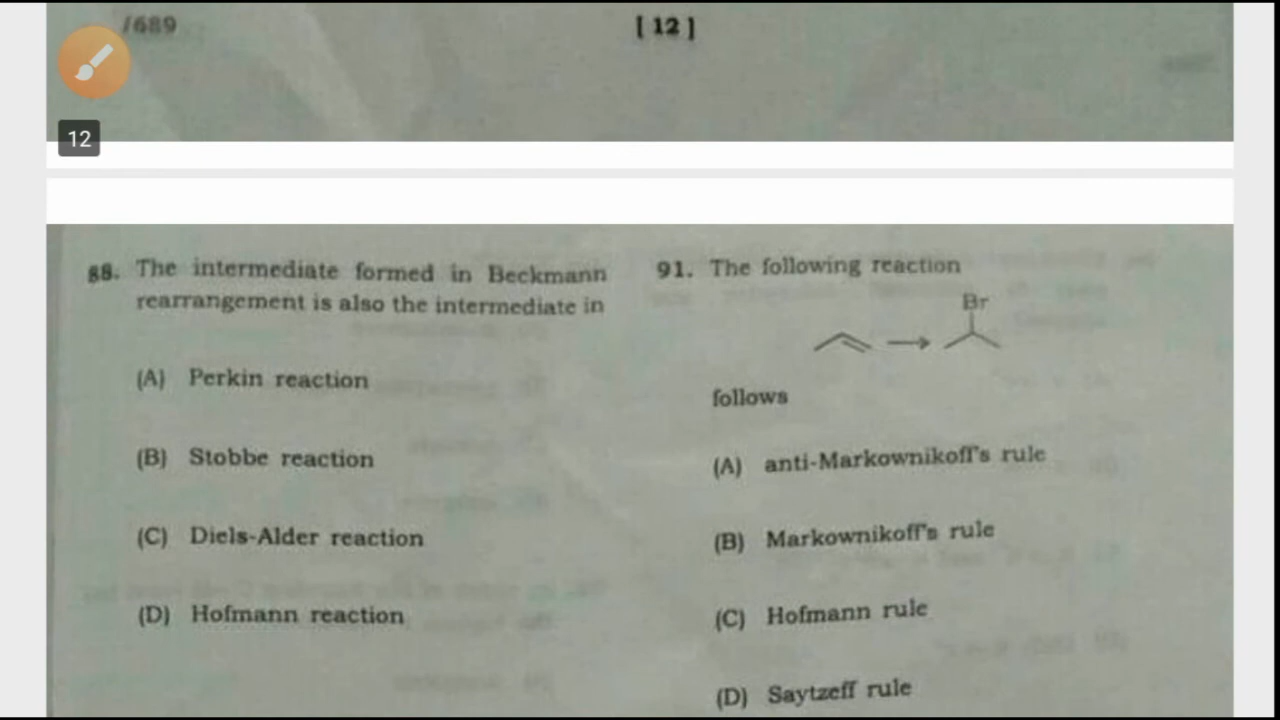 /689
[ 12 ]
12
88. The intermediate formed in Beckmann
rearrangement is also the intermediate in
(A) Perkin reaction
(B) Stobbe reaction
(C) Diels-Alder reaction
(D) Hofmann reaction
91. The following reaction
Br
follows
(A) anti-Markownikoff's rule
(B) Markownikoff's rule
(C) Hofmann rule
(D) Saytzeff rule